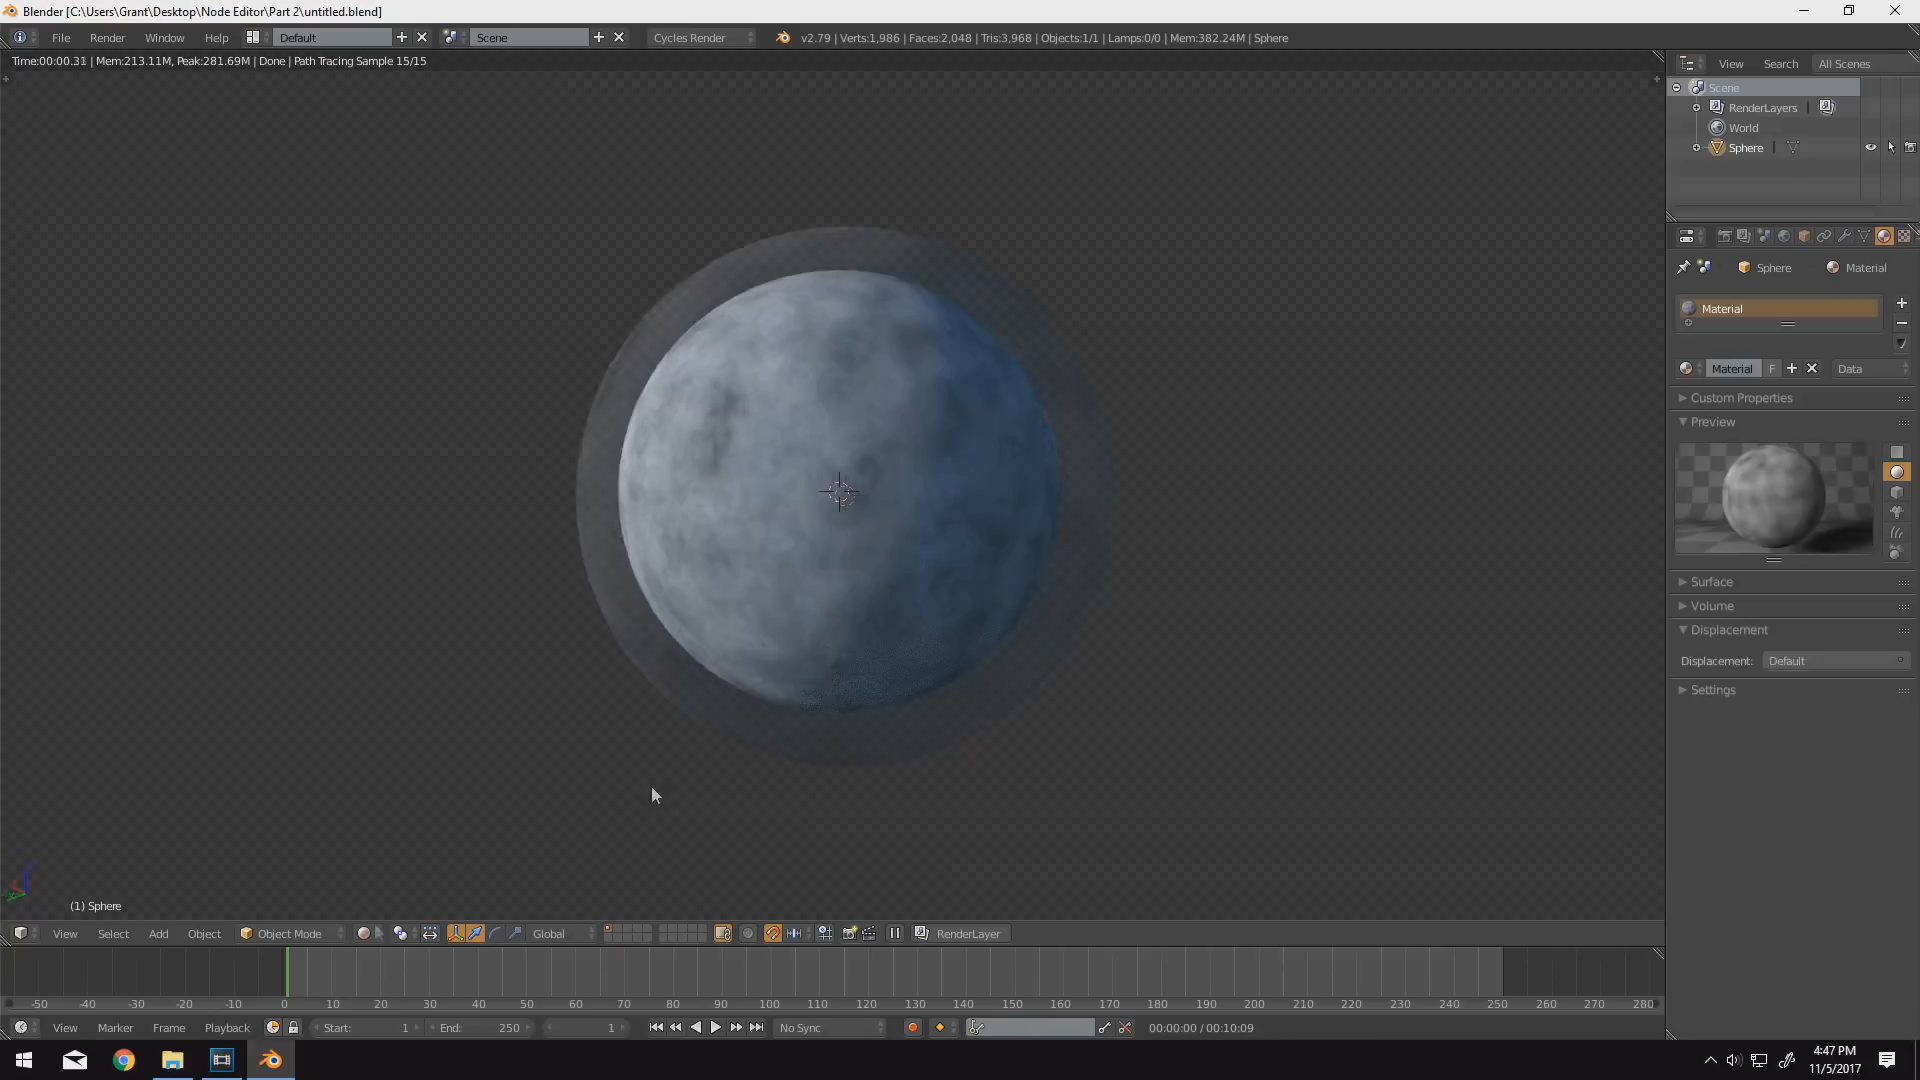 Blender [C:\Users\Grant\Desktop\Node Editor\Part 2\untitled.blend]
File Render Window Help Default Scene Cycles Render v2.79 | Verts:1,986 | Faces:2,048 | Tris:3,968 | Objects:1/1 | Lamps:0/0 | Mem:382.24M | Sphere
Time:00:00.31 | Mem:213.11M, Peak:281.69M | Done | Path Tracing Sample 15/15
View Search All Scenes
Scene
RenderLayers
World
Sphere
Sphere Material
Material
Material F Data
Custom Properties
Preview
Surface
Volume
Displacement
Displacement: Default
Settings
(1) Sphere
View Select Add Object Object Mode Global RenderLayer
-50 -40 -30 -20 -10 0 10 20 30 40 50 60 70 80 90 100 110 120 130 140 150 160 170 180 190 200 210 220 230 240 250 260 270 280
View Marker Frame Playback Start: 1 End: 250 1 No Sync 00:00:00 / 00:10:09
4:47 PM
11/5/2017